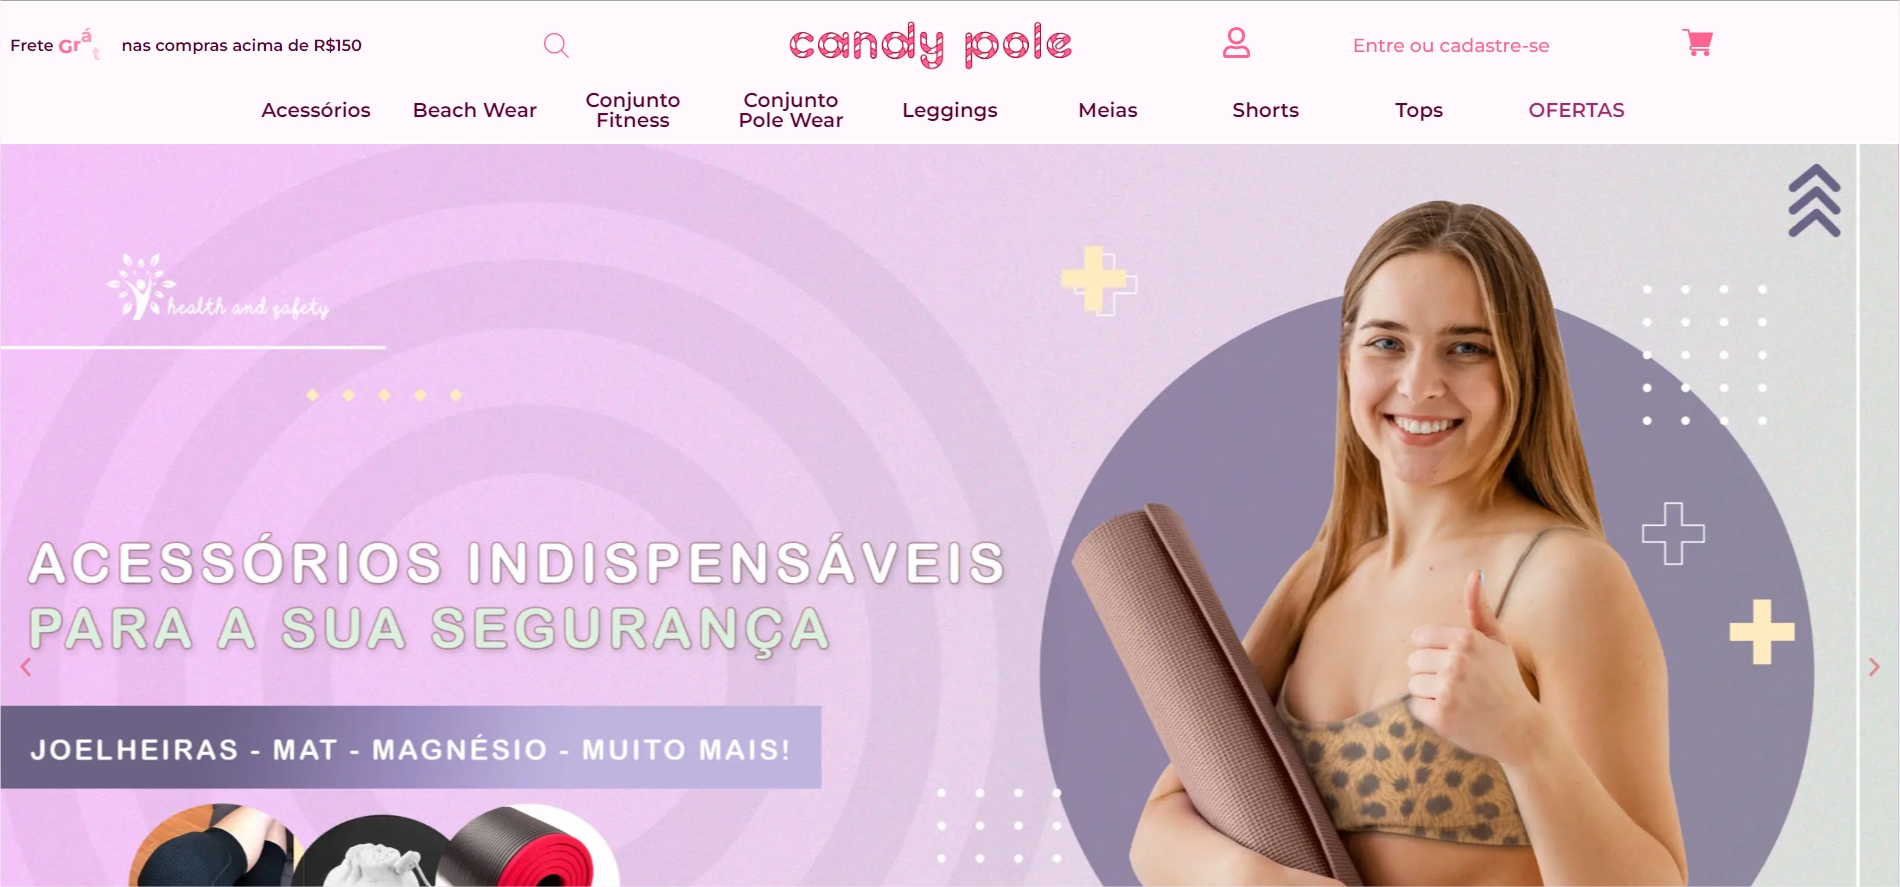 Frete Grát nas compras acima de R$150
candy pole
Entre ou cadastre-se
Acessórios
Beach Wear
Conjunto
Fitness
Conjunto
Pole Wear
Leggings
Meias
Shorts
Tops
OFERTAS
health and safety
ACESSÓRIOS INDISPENSÁVEIS
PARA A SUA SEGURANÇA
JOELHEIRAS - MAT - MAGNÉSIO - MUITO MAIS!